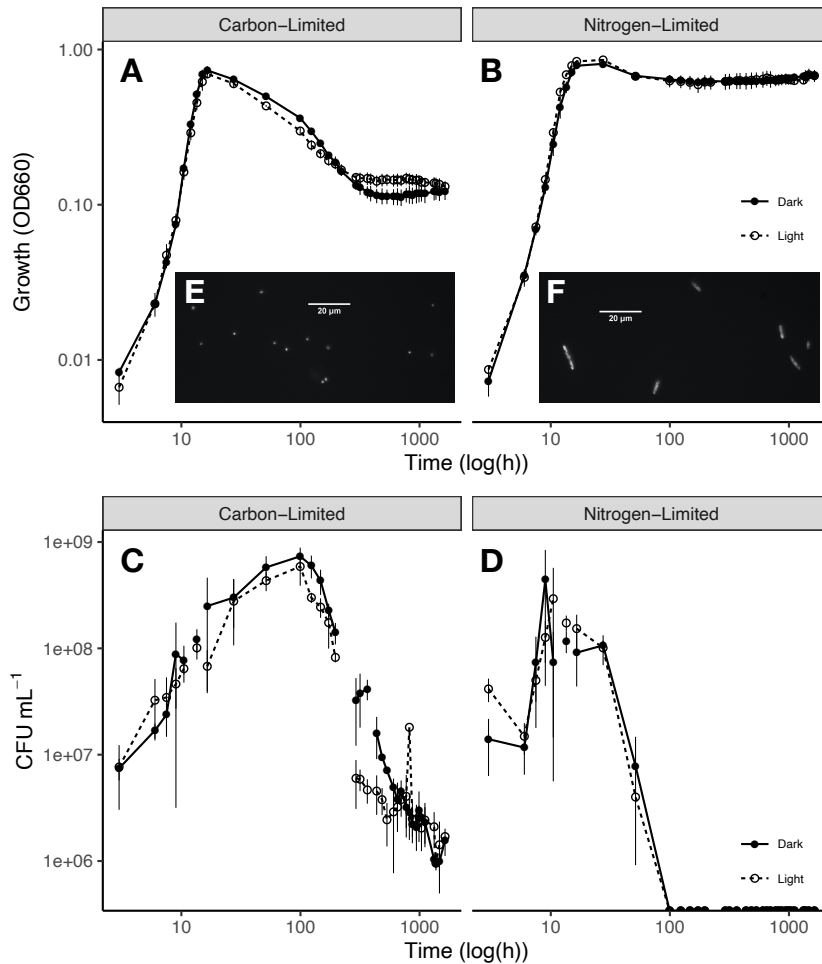 Carbon−Limited
Nitrogen−Limited
A
B
1.00
0.10
0.01
Growth (OD660)
Dark
Light
E
20 µm
F
20 µm
10
100
1000
10
100
1000
Time (log(h))
Time (log(h))
Carbon−Limited
Nitrogen−Limited
C
D
1e+09
1e+08
1e+07
1e+06
CFU mL−1
Dark
Light
10
100
1000
10
100
1000
Time (log(h))
Time (log(h))